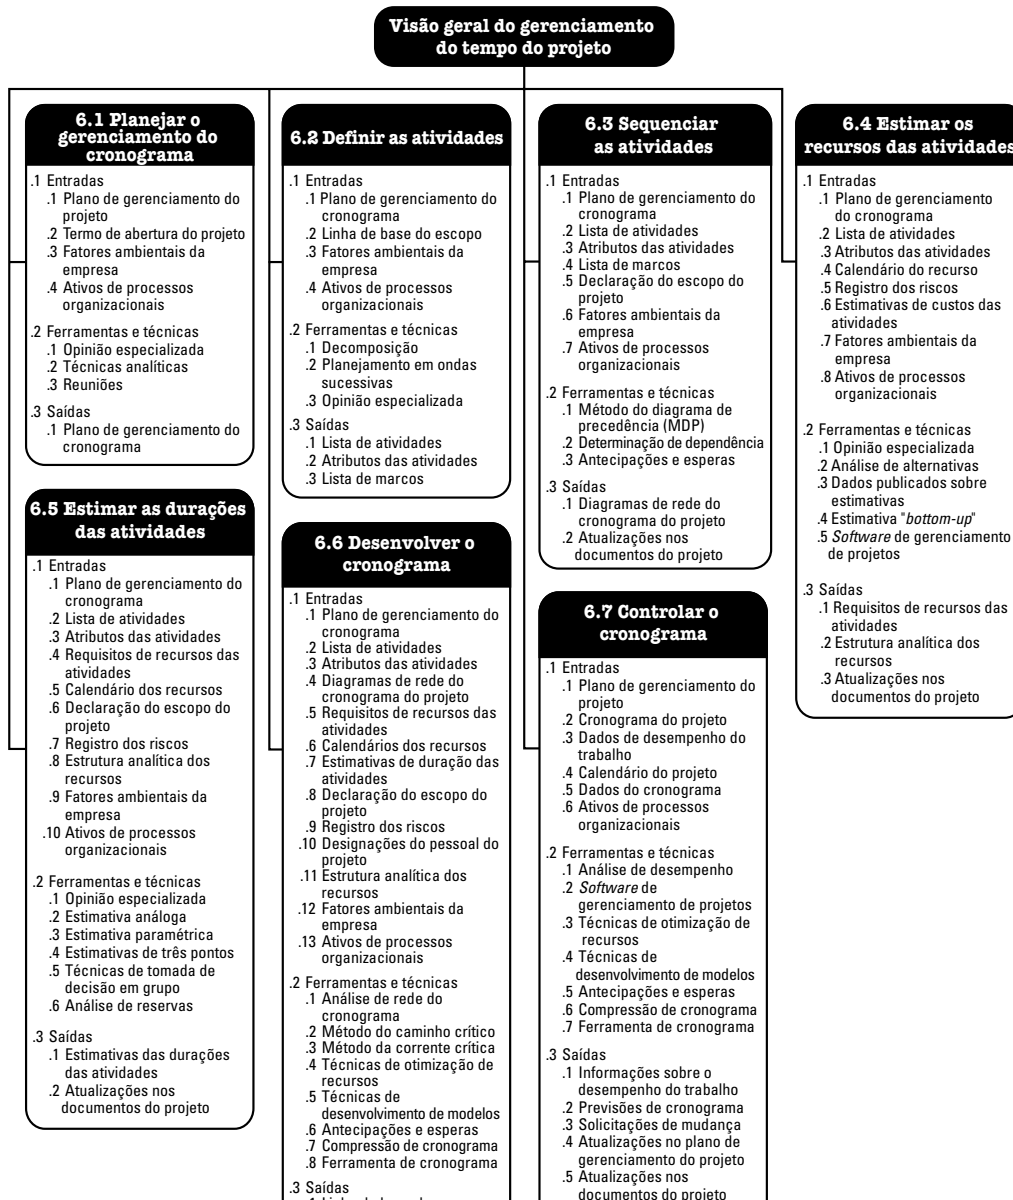 Visão geral do gerenciamento
do tempo do projeto
6.1 Planejar o
gerenciamento do
cronograma
.1 Entradas
.1 Plano de gerenciamento do
projeto
.2 Termo de abertura do projeto
.3 Fatores ambientais da
empresa
.4 Ativos de processos
organizacionais
.2 Ferramentas e técnicas
.1 Opinião especializada
.2 Técnicas analíticas
.3 Reuniões
.3 Saídas
.1 Plano de gerenciamento do
cronograma
6.2 Definir as atividades
.1 Entradas
.1 Plano de gerenciamento do
cronograma
.2 Linha de base do escopo
.3 Fatores ambientais da
empresa
.4 Ativos de processos
organizacionais
.2 Ferramentas e técnicas
.1 Decomposição
.2 Planejamento em ondas
sucessivas
.3 Opinião especializada
.3 Saídas
.1 Lista de atividades
.2 Atributos das atividades
.3 Lista de marcos
6.3 Sequenciar
as atividades
.1 Entradas
.1 Plano de gerenciamento do
cronograma
.2 Lista de atividades
.3 Atributos das atividades
.4 Lista de marcos
.5 Declaração do escopo do
projeto
.6 Fatores ambientais da
empresa
.7 Ativos de processos
organizacionais
.2 Ferramentas e técnicas
.1 Método do diagrama de
precedência (MDP)
.2 Determinação de dependência
.3 Antecipações e esperas
.3 Saídas
.1 Diagramas de rede do
cronograma do projeto
.2 Atualizações nos
documentos do projeto
6.4 Estimar os
recursos das atividades
.1 Entradas
.1 Plano de gerenciamento
do cronograma
.2 Lista de atividades
.3 Atributos das atividades
.4 Calendário do recurso
.5 Registro dos riscos
.6 Estimativas de custos das
atividades
.7 Fatores ambientais da
empresa
.8 Ativos de processos
organizacionais
.2 Ferramentas e técnicas
.1 Opinião especializada
.2 Análise de alternativas
.3 Dados publicados sobre
estimativas
.4 Estimativa "bottom-up"
.5 Software de gerenciamento
de projetos
.3 Saídas
.1 Requisitos de recursos das
atividades
.2 Estrutura analítica dos
recursos
.3 Atualizações nos
documentos do projeto
6.5 Estimar as durações
das atividades
.1 Entradas
.1 Plano de gerenciamento do
cronograma
.2 Lista de atividades
.3 Atributos das atividades
.4 Requisitos de recursos das
atividades
.5 Calendário dos recursos
.6 Declaração do escopo do
projeto
.7 Registro dos riscos
.8 Estrutura analítica dos
recursos
.9 Fatores ambientais da
empresa
.10 Ativos de processos
organizacionais
.2 Ferramentas e técnicas
.1 Opinião especializada
.2 Estimativa análoga
.3 Estimativa paramétrica
.4 Estimativas de três pontos
.5 Técnicas de tomada de
decisão em grupo
.6 Análise de reservas
.3 Saídas
.1 Estimativas das durações
das atividades
.2 Atualizações nos
documentos do projeto
6.6 Desenvolver o
cronograma
.1 Entradas
.1 Plano de gerenciamento do
cronograma
.2 Lista de atividades
.3 Atributos das atividades
.4 Diagramas de rede do
cronograma do projeto
.5 Requisitos de recursos das
atividades
.6 Calendários dos recursos
.7 Estimativas de duração das
atividades
.8 Declaração do escopo do
projeto
.9 Registro dos riscos
.10 Designações do pessoal do
projeto
.11 Estrutura analítica dos
recursos
.12 Fatores ambientais da
empresa
.13 Ativos de processos
organizacionais
.2 Ferramentas e técnicas
.1 Análise de rede do
cronograma
.2 Método do caminho crítico
.3 Método da corrente crítica
.4 Técnicas de otimização de
recursos
.5 Técnicas de
desenvolvimento de modelos
.6 Antecipações e esperas
.7 Compressão de cronograma
.8 Ferramenta de cronograma
.3 Saídas
6.7 Controlar o
cronograma
.1 Entradas
.1 Plano de gerenciamento do
projeto
.2 Cronograma do projeto
.3 Dados de desempenho do
trabalho
.4 Calendário do projeto
.5 Dados do cronograma
.6 Ativos de processos
organizacionais
.2 Ferramentas e técnicas
.1 Análise de desempenho
.2 Software de
gerenciamento de projetos
.3 Técnicas de otimização de
recursos
.4 Técnicas de
desenvolvimento de modelos
.5 Antecipações e esperas
.6 Compressão de cronograma
.7 Ferramenta de cronograma
.3 Saídas
.1 Informações sobre o
desempenho do trabalho
.2 Previsões de cronograma
.3 Solicitações de mudança
.4 Atualizações no plano de
gerenciamento do projeto
.5 Atualizações nos
documentos do projeto